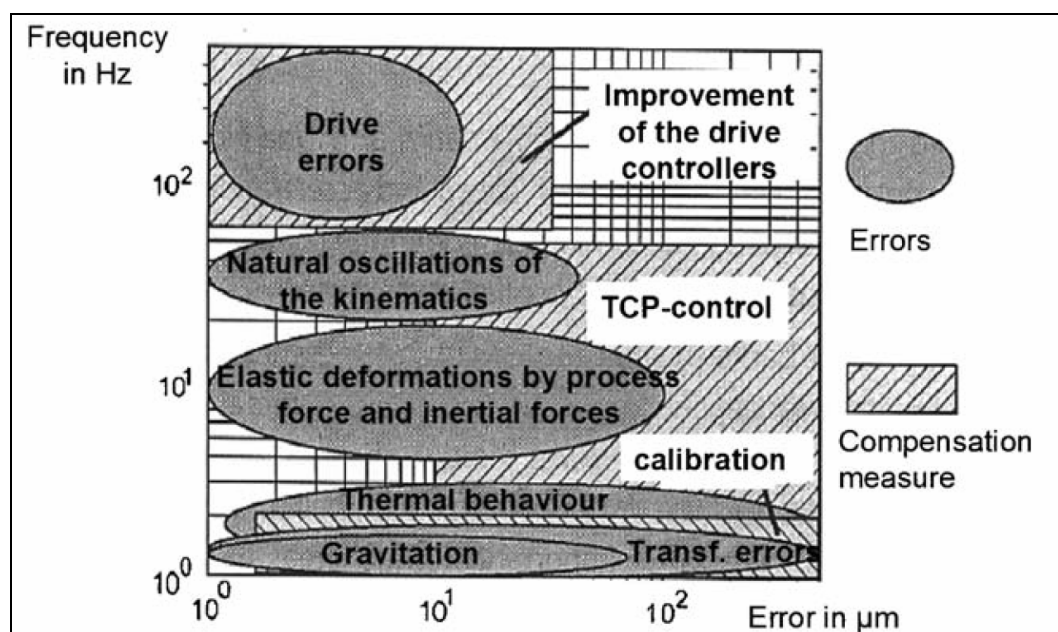 Frequency
in Hz
10²
10¹
10⁰
Drive
errors
Improvement
of the drive
controllers
Natural oscillations of
the kinematics
TCP-control
Elastic deformations by process
force and inertial forces
calibration
Thermal behaviour
Gravitation
Transf. errors
10⁰
10¹
10²
Error in µm
Errors
Compensation
measure